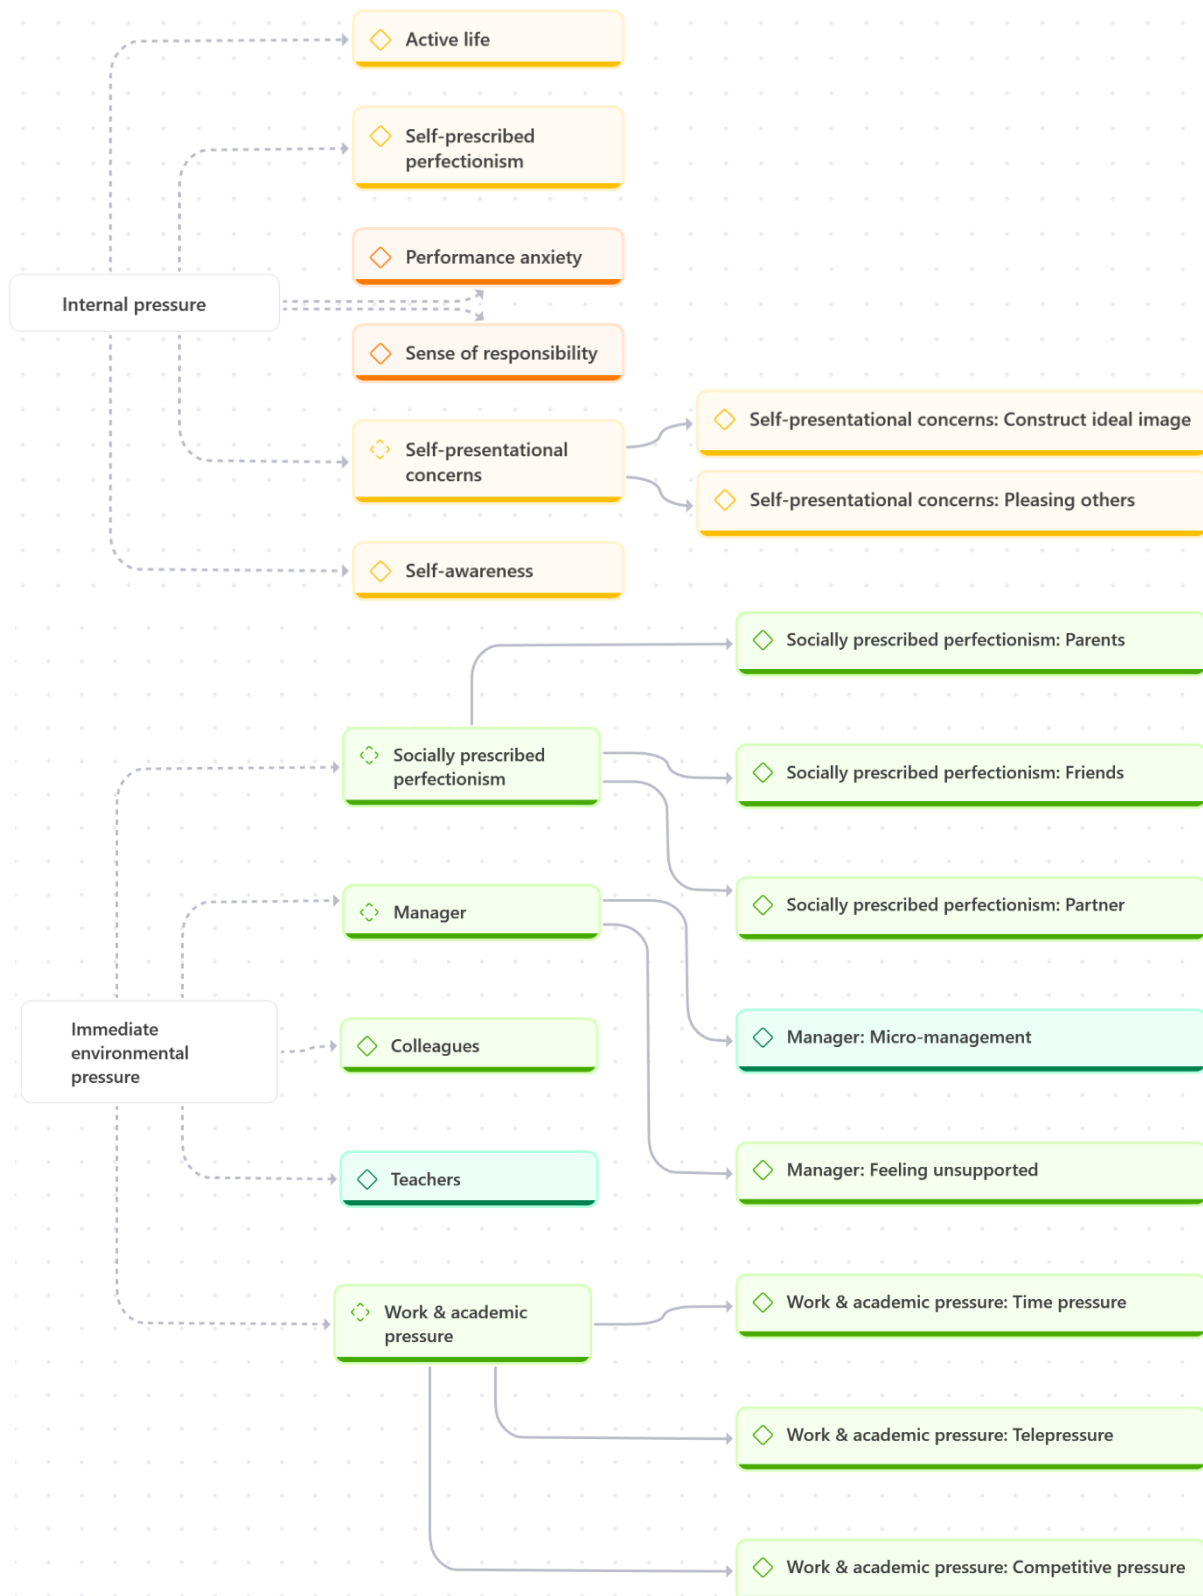 Active life
Self-prescribed
perfectionism
Performance anxiety
Internal pressure
Sense of responsibility
Self-presentational
concerns
Self-presentational concerns: Construct ideal image
Self-presentational concerns: Pleasing others
Self-awareness
Socially prescribed perfectionism: Parents
Socially prescribed
perfectionism
Socially prescribed perfectionism: Friends
Socially prescribed perfectionism: Partner
Manager
Immediate
environmental
pressure
Colleagues
Manager: Micro-management
Teachers
Manager: Feeling unsupported
Work & academic
pressure
Work & academic pressure: Time pressure
Work & academic pressure: Telepressure
Work & academic pressure: Competitive pressure